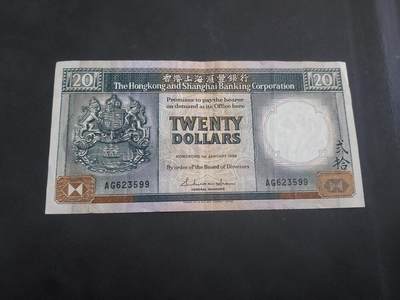 20
香港上海滙豐銀行
20
The Hongkong and Shanghai Banking Corporation
Promises to pay the bearer
on demand at its Office here
TWENTY
DOLLARS
HONGKONG 1st JANUARY
By order of the Board of Directors
貳拾
AG623599
AG623599
GENERAL MANAGER